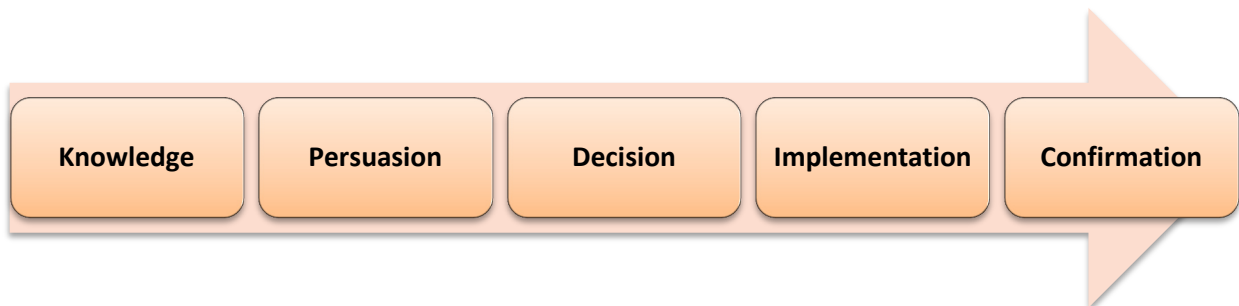 Knowledge
Persuasion
Decision
Implementation
Confirmation